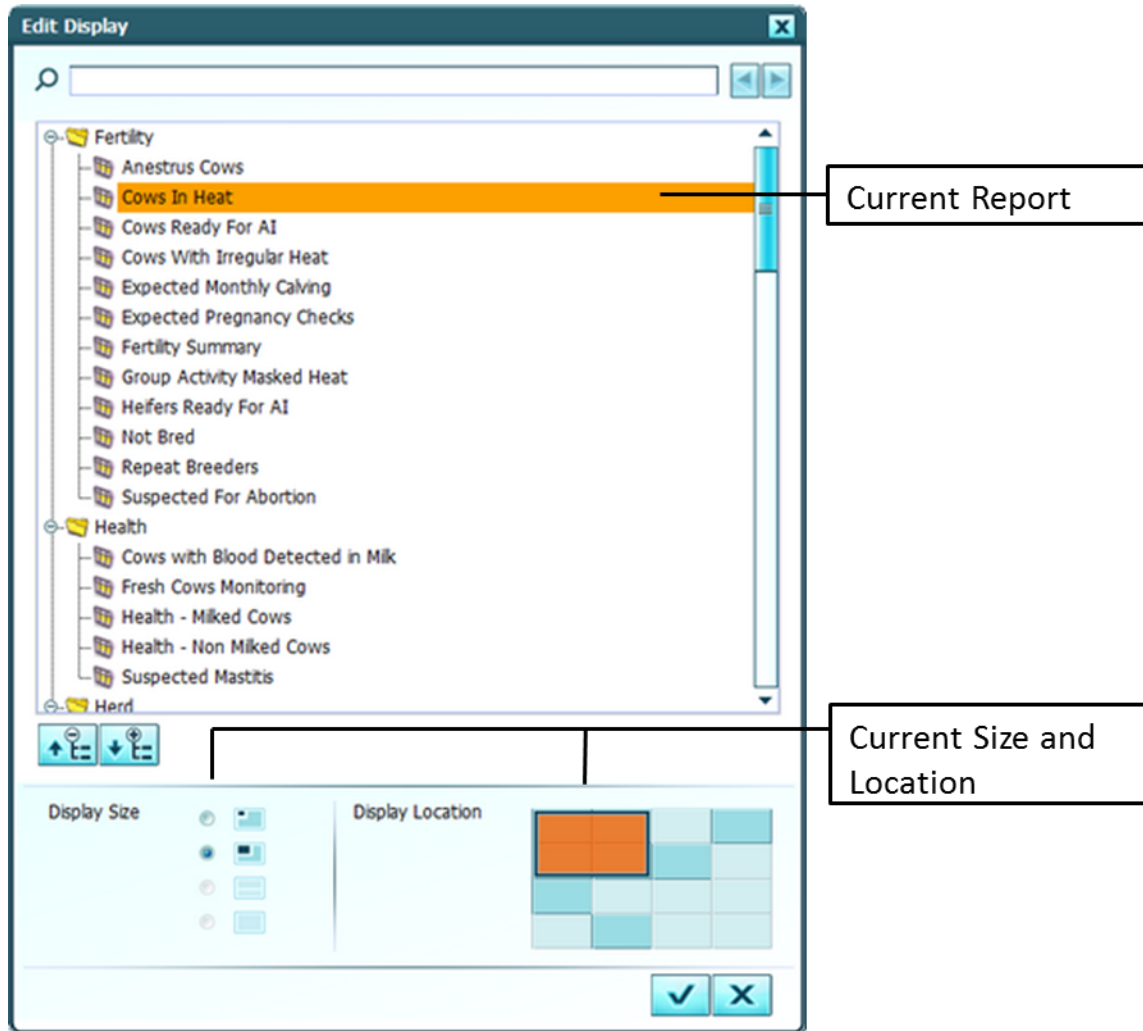 Edit Display
Fertility
Anestrus Cows
Cows In Heat
Current Report
Cows Ready For AI
Cows With Irregular Heat
Expected Monthly Calving
Expected Pregnancy Checks
Fertility Summary
Group Activity Masked Heat
Heifers Ready For AI
Not Bred
Repeat Breeders
Suspected For Abortion
Health
Cows with Blood Detected in Milk
Fresh Cows Monitoring
Health - Milked Cows
Health - Non Milked Cows
Suspected Mastitis
Herd
Current Size and
Location
Display Size
Display Location